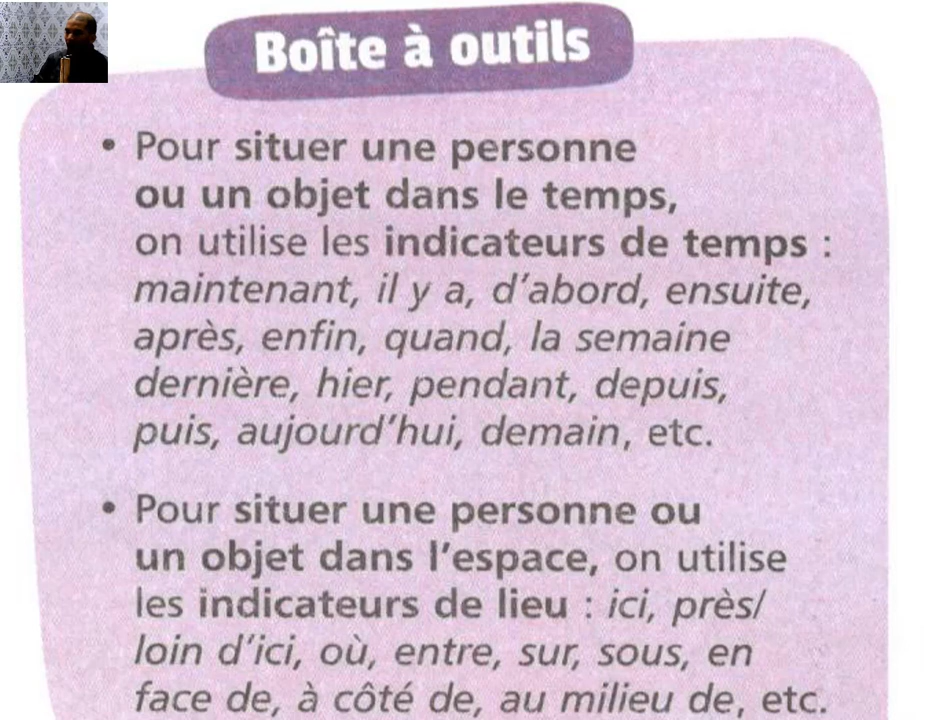 Boîte à outils
• Pour situer une personne
ou un objet dans le temps,
on utilise les indicateurs de temps :
maintenant, il y a, d'abord, ensuite,
après, enfin, quand, la semaine
dernière, hier, pendant, depuis,
puis, aujourd'hui, demain, etc.
• Pour situer une personne ou
un objet dans l'espace, on utilise
les indicateurs de lieu : ici, près/
loin d'ici, où, entre, sur, sous, en
face de, à côté de, au milieu de, etc.